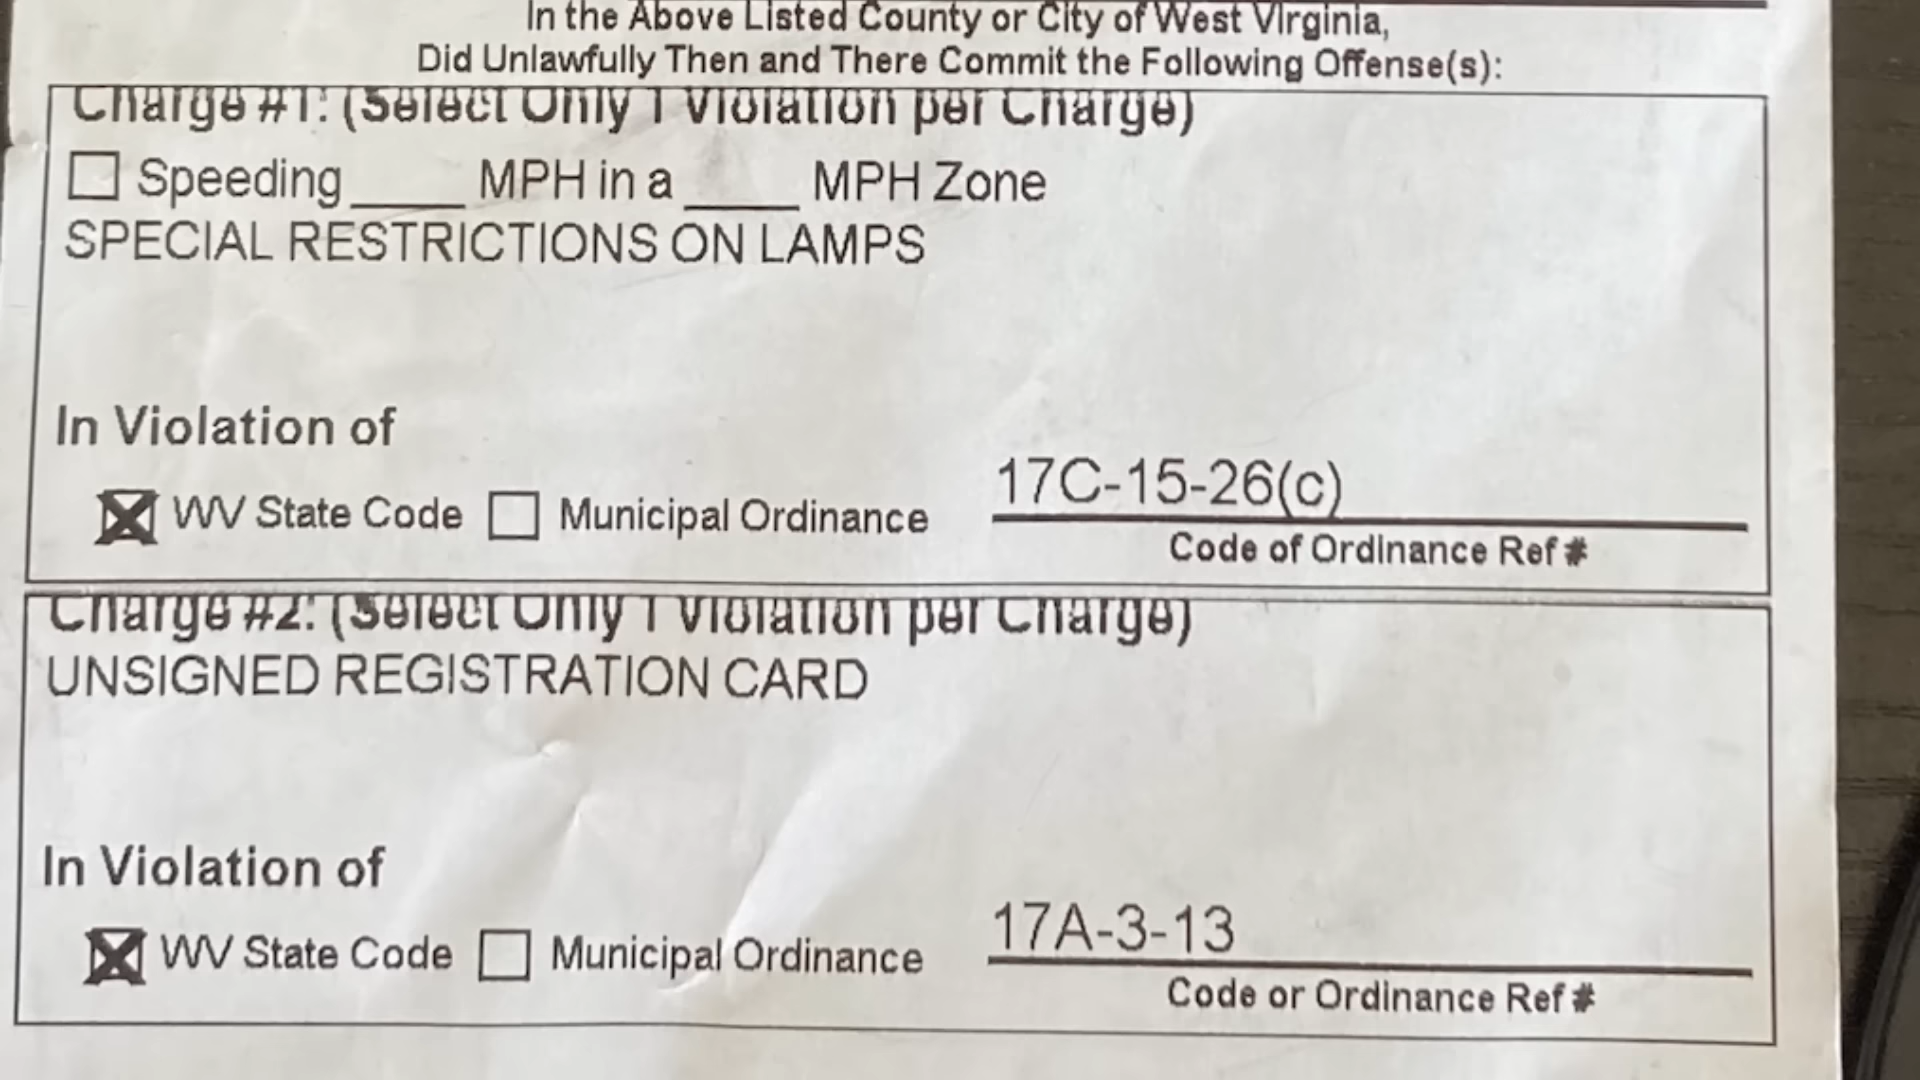 In the Above Listed County or City of West Virginia,
Did Unlawfully Then and There Commit the Following Offense(s):
Charge #1: (Select Only 1 Violation per Charge)
☐ Speeding____ MPH in a ____ MPH Zone
SPECIAL RESTRICTIONS ON LAMPS
In Violation of
☒ WV State Code ☐ Municipal Ordinance 17C-15-26(c)
Code of Ordinance Ref #
Charge #2: (Select Only 1 Violation per Charge)
UNSIGNED REGISTRATION CARD
In Violation of
☒ WV State Code ☐ Municipal Ordinance 17A-3-13
Code or Ordinance Ref #